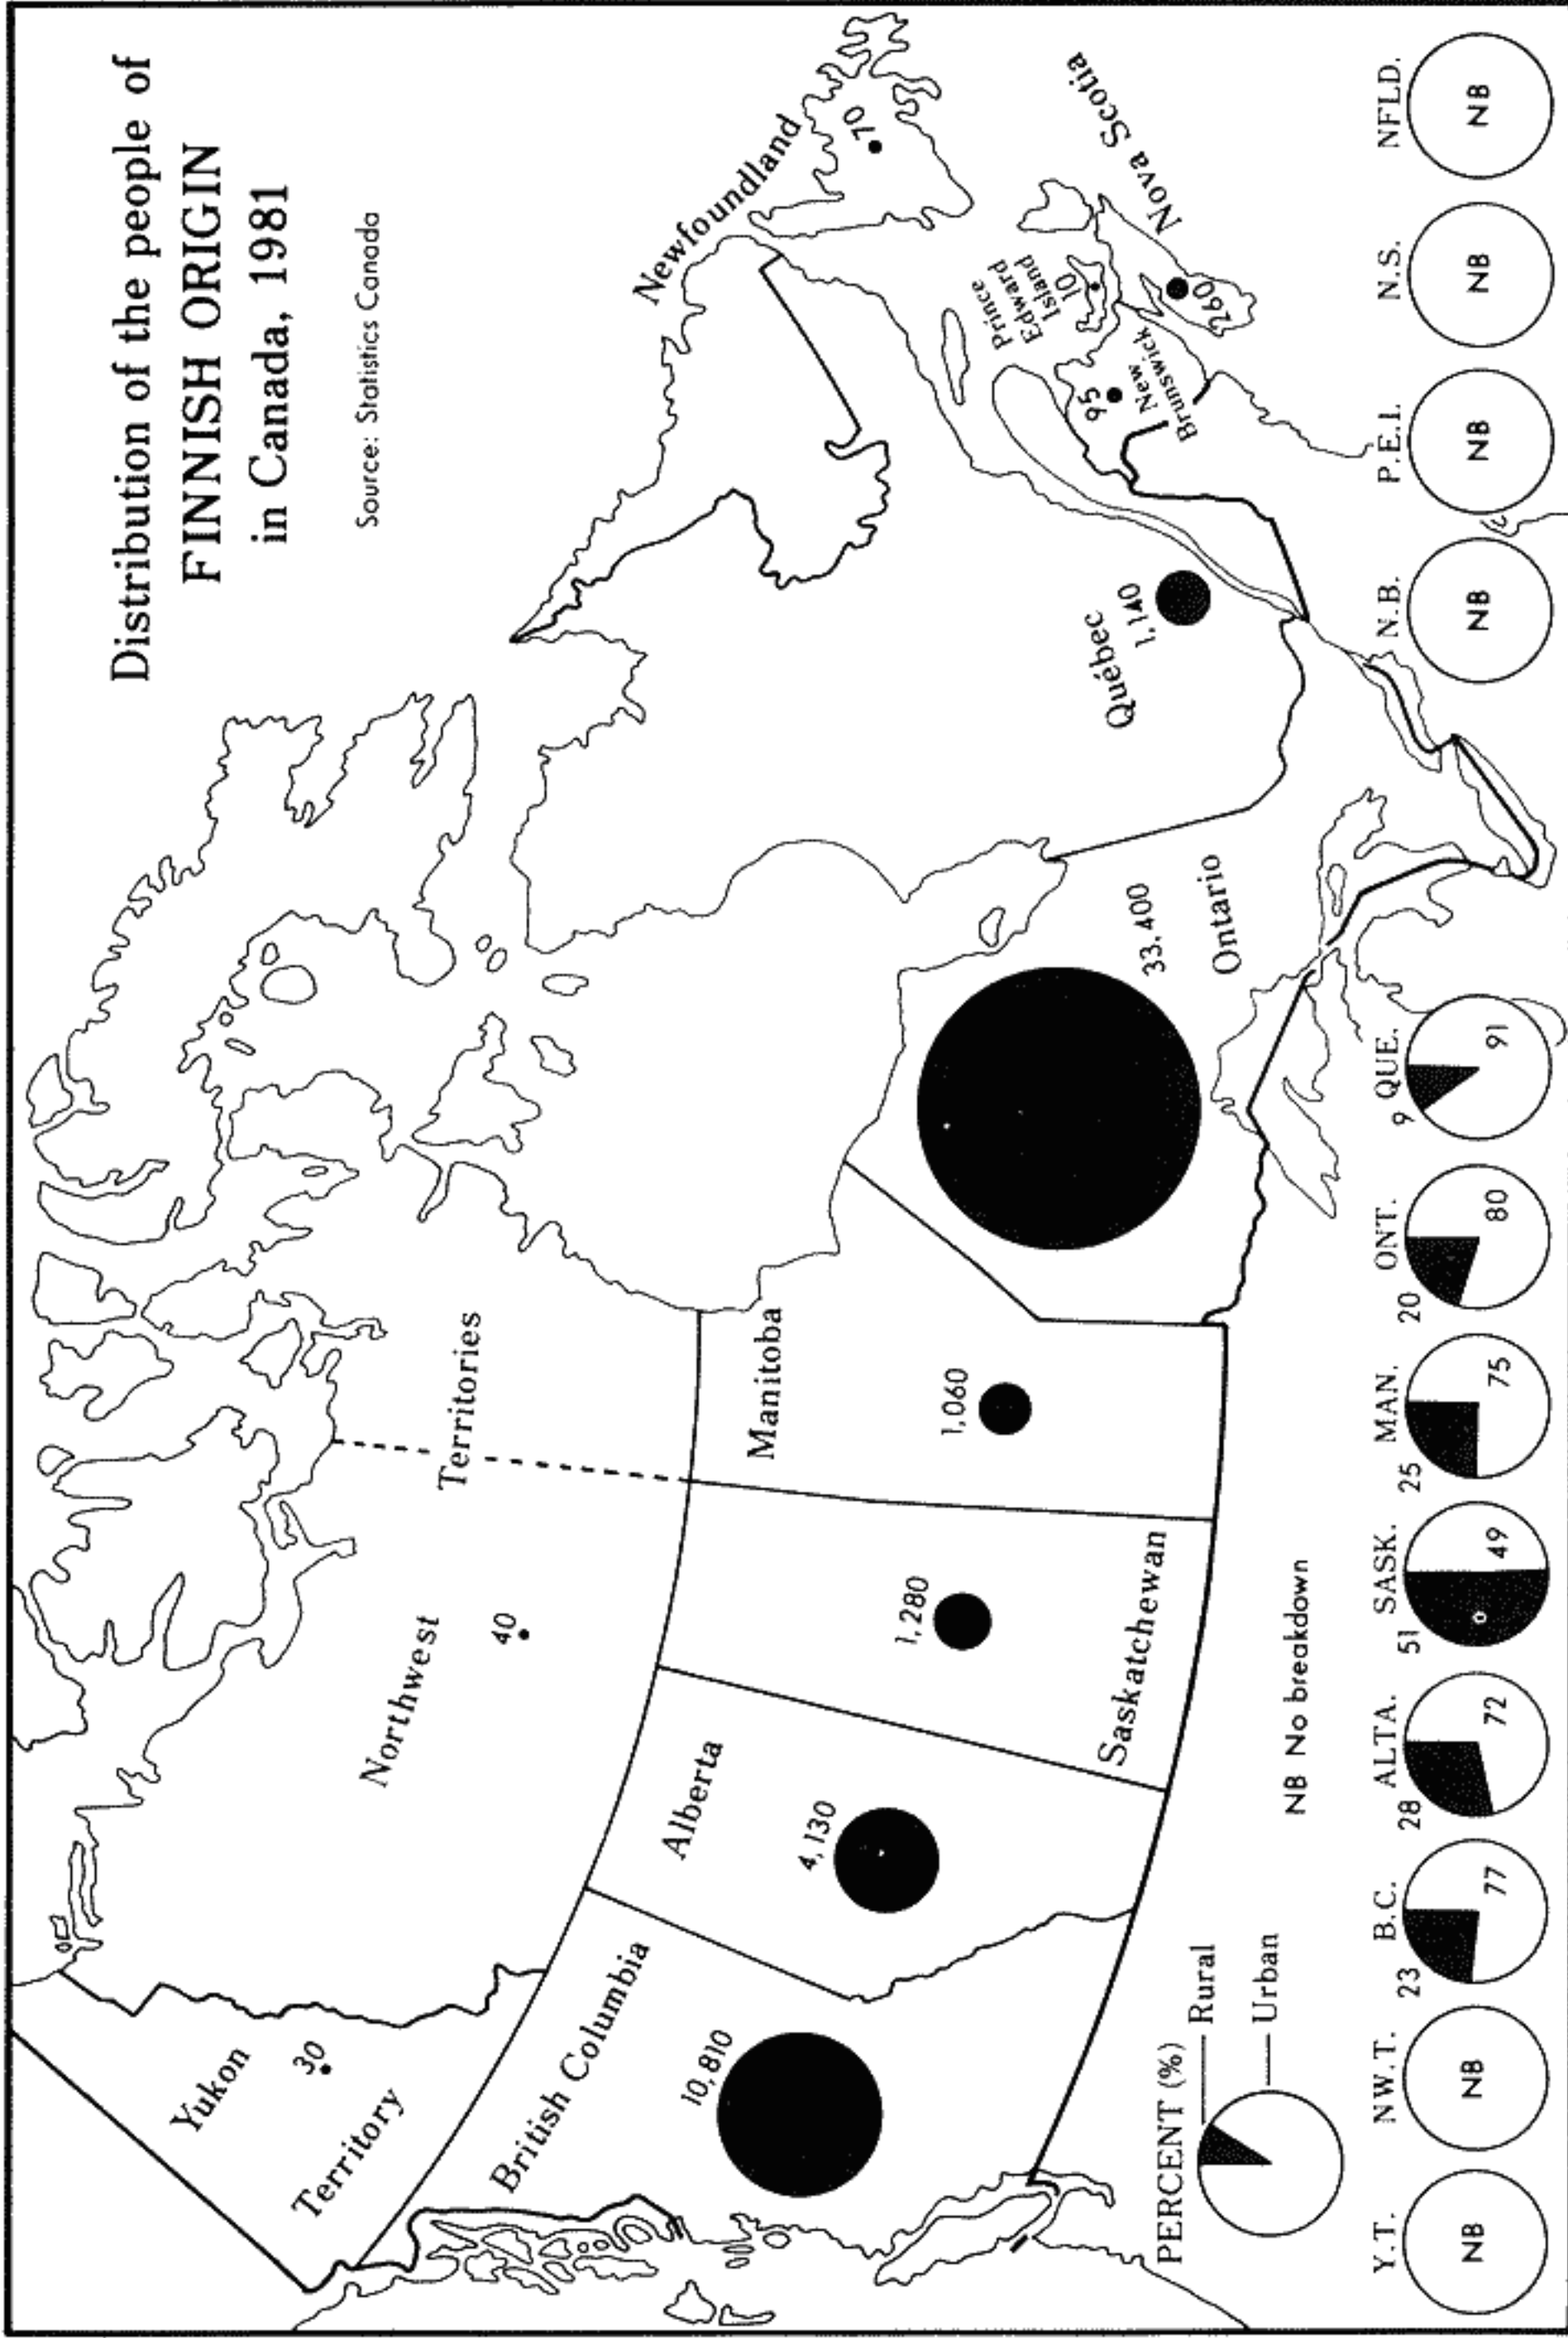 Distribution of the people of
FINNISH ORIGIN
in Canada, 1981
Source: Statistics Canada
Yukon
30
Territory
Northwest
40
Territories
British Columbia
10,810
Alberta
4,130
1,280
Saskatchewan
Manitoba
1,060
33,400
Ontario
Québec
1,140
Newfoundland
70
Prince
Edward
Island
10
95
New
Brunswick
260
Nova Scotia
PERCENT (%)
Rural
Urban
NB No breakdown
Y.T.
NB
NW.T.
NB
B.C.
23
77
ALTA.
28
72
SASK.
51
49
MAN.
25
75
ONT.
20
80
QUE.
9
91
N.B.
NB
P.E.I.
NB
N.S.
NB
NFLD.
NB